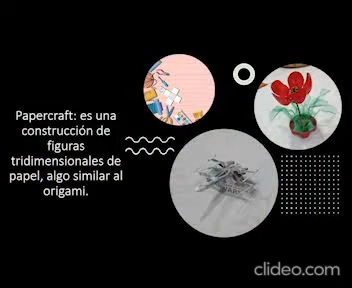 Papercraft: es una
construcción de
figuras
tridimensionales de
papel, algo similar al
origami.
clideo.com